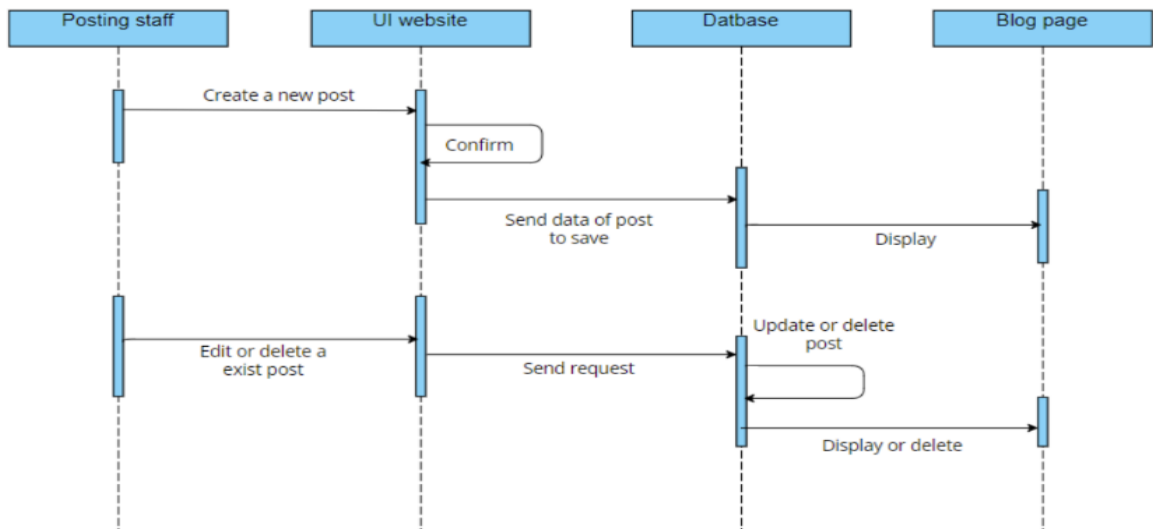 Posting staff
UI website
Datbase
Blog page
Create a new post
Confirm
Send data of post
to save
Display
Edit or delete a
exist post
Send request
Update or delete
post
Display or delete